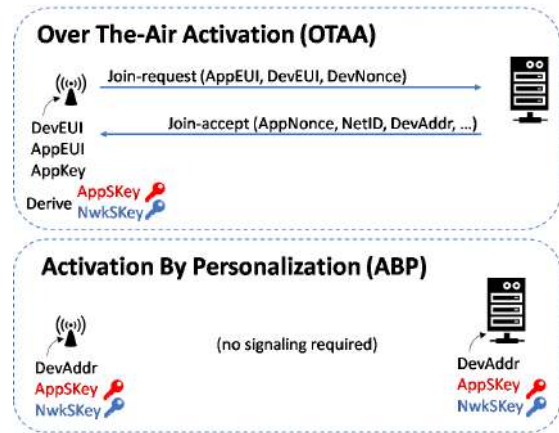 Over The-Air Activation (OTAA)
Join-request (AppEUI, DevEUI, DevNonce)
Join-accept (AppNonce, NetID, DevAddr, ...)
DevEUI
AppEUI
AppKey
Derive AppSKey
NwkSKey
Activation By Personalization (ABP)
(no signaling required)
DevAddr
AppSKey
NwkSKey
DevAddr
AppSKey
NwkSKey